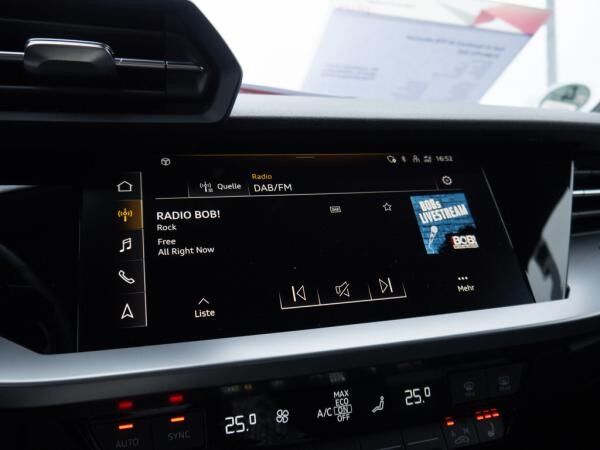 16:52
Quelle
Radio
DAB/FM
RADIO BOB!
Rock
Free
All Right Now
BOBs
LIVESTREAM
BOB!
Liste
Mehr
MAX
ECO
A/C ON
OFF
25.0
25.0
AUTO
SYNC